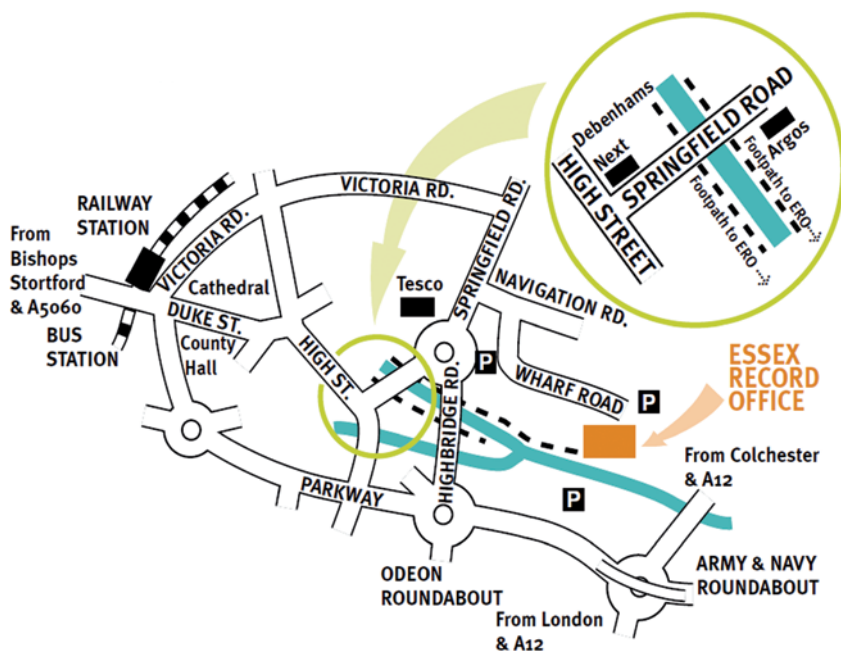 Debenhams
SPRINGFIELD ROAD
Next
Argos
HIGH STREET
Footpath to ERO
Footpath to ERO
VICTORIA RD.
RAILWAY
STATION
VICTORIA RD.
SPRINGFIELD RD.
From
Bishops
Stortford
& A5060
Cathedral
Tesco
NAVIGATION RD.
DUKE ST.
BUS
STATION
County
Hall
HIGH ST.
P
WHARF ROAD
P
ESSEX
RECORD
OFFICE
HIGHBRIDGE RD.
From Colchester
& A12
PARKWAY
P
ODEON
ROUNDABOUT
ARMY & NAVY
ROUNDABOUT
From London
& A12